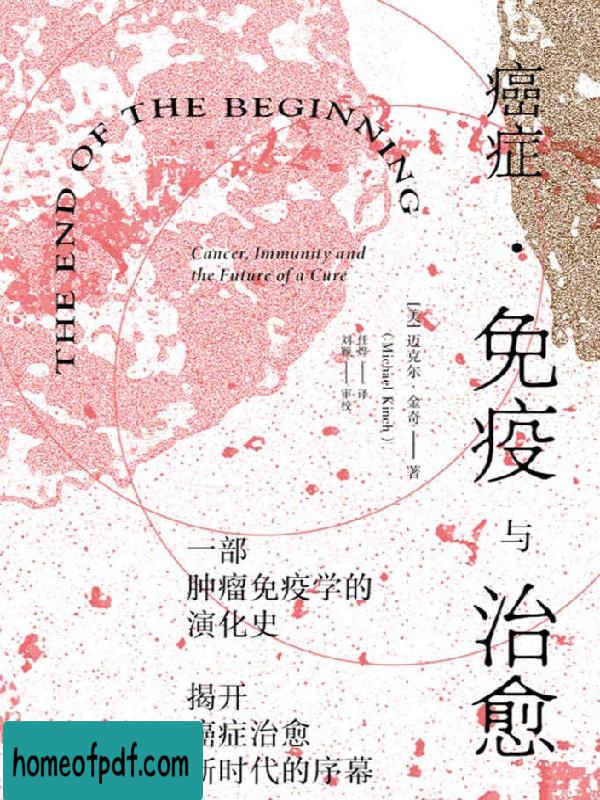 THE END OF THE BEGINNING
Cancer, Immunity and
the Future of a Cure
癌症·免疫与治愈
[美]迈克尔·金奇——著
(Michael Kinch)
任烨——译
刘颖——审校
一部
肿瘤免疫学的
演化史
揭开
癌症治愈
新时代的序幕
homeofpdf.com